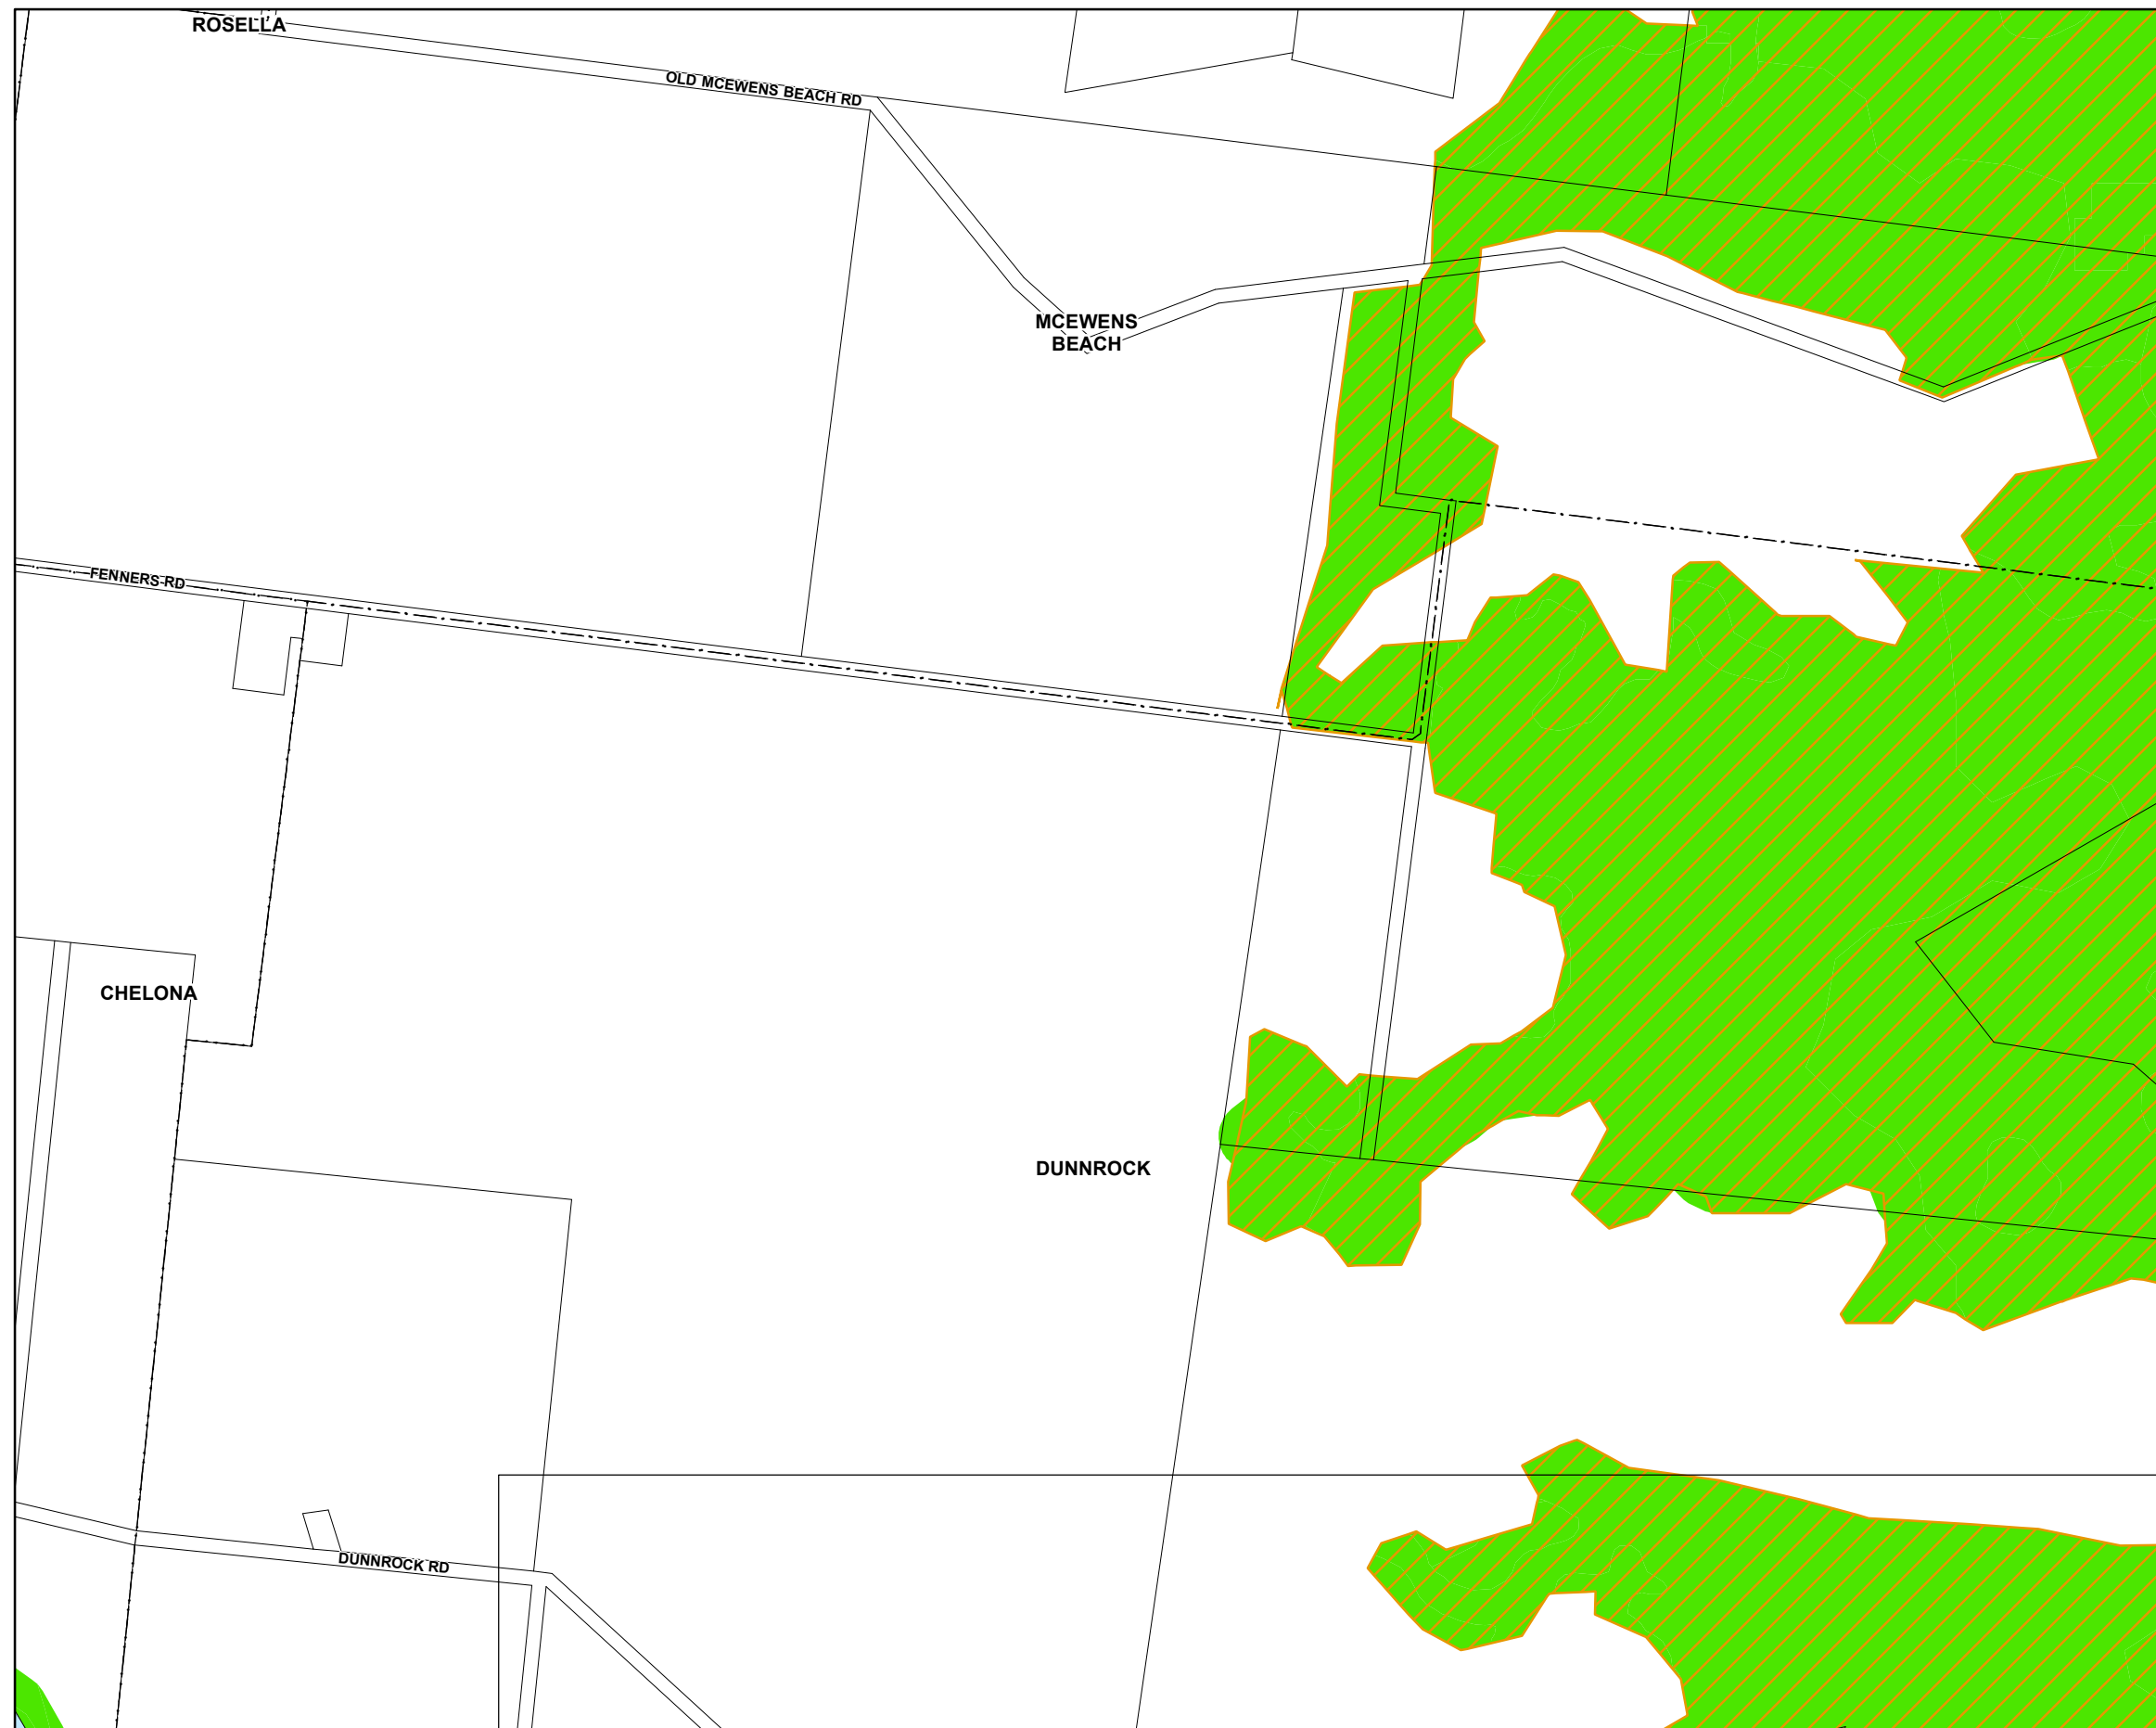 ROSELLA
OLD MCEWENS BEACH RD
MCEWENS
BEACH
FENNERS RD
CHELONA
DUNNROCK
DUNNROCK RD